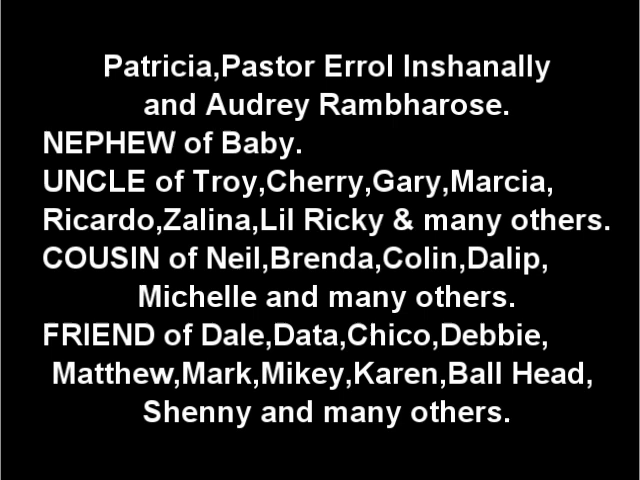 Patricia,Pastor Errol Inshanally
and Audrey Rambharose.
NEPHEW of Baby.
UNCLE of Troy,Cherry,Gary,Marcia,
Ricardo,Zalina,Lil Ricky & many others.
COUSIN of Neil,Brenda,Colin,Dalip,
Michelle and many others.
FRIEND of Dale,Data,Chico,Debbie,
Matthew,Mark,Mikey,Karen,Ball Head,
Shenny and many others.